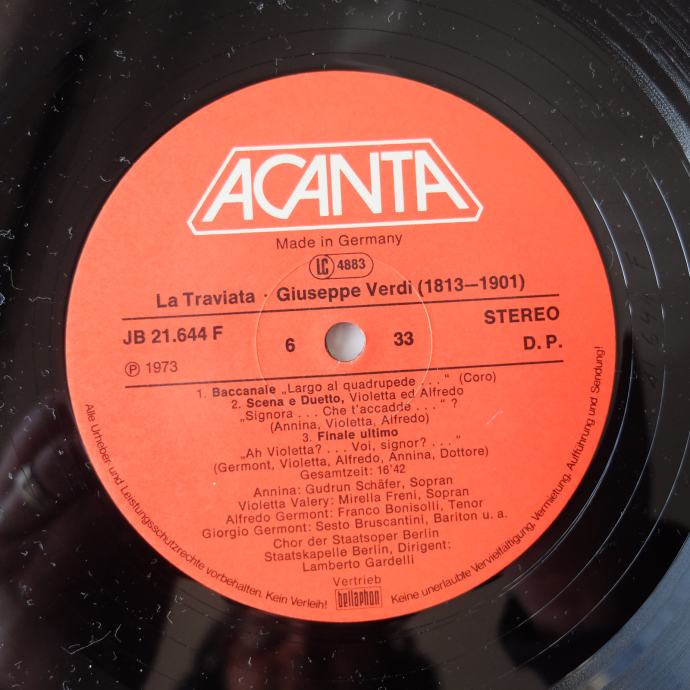 ACANTA
Made in Germany
LC 4883
La Traviata · Giuseppe Verdi (1813—1901)
JB 21.644 F
STEREO
6
33
℗ 1973
D. P.
1. Baccanale „Largo al quadrupede . . .“ (Coro)
2. Scena e Duetto, Violetta ed Alfredo
„Signora . . . Che t'accadde . . .“ ?
(Annina, Violetta, Alfredo)
3. Finale ultimo
„Ah Violetta? . . . Voi, signor? . . .“
(Germont, Violetta, Alfredo, Annina, Dottore)
Gesamtzeit: 16'42
Annina: Gudrun Schäfer, Sopran
Violetta Valery: Mirella Freni, Sopran
Alfredo Germont: Franco Bonisolli, Tenor
Giorgio Germont: Sesto Bruscantini, Bariton u. a.
Chor der Staatsoper Berlin
Staatskapelle Berlin, Dirigent:
Lamberto Gardelli
Vertrieb
bellaphon
Alle Urheber- und Leistungsschutzrechte vorbehalten. Kein Verleih! Keine unerlaubte Vervielfältigung, Vermietung, Aufführung und Sendung!